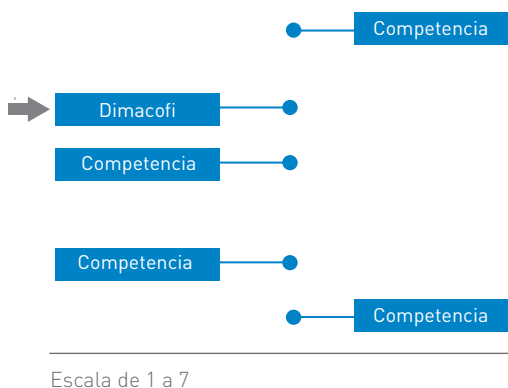 Competencia
Dimacofi
Competencia
Competencia
Competencia
Escala de 1 a 7